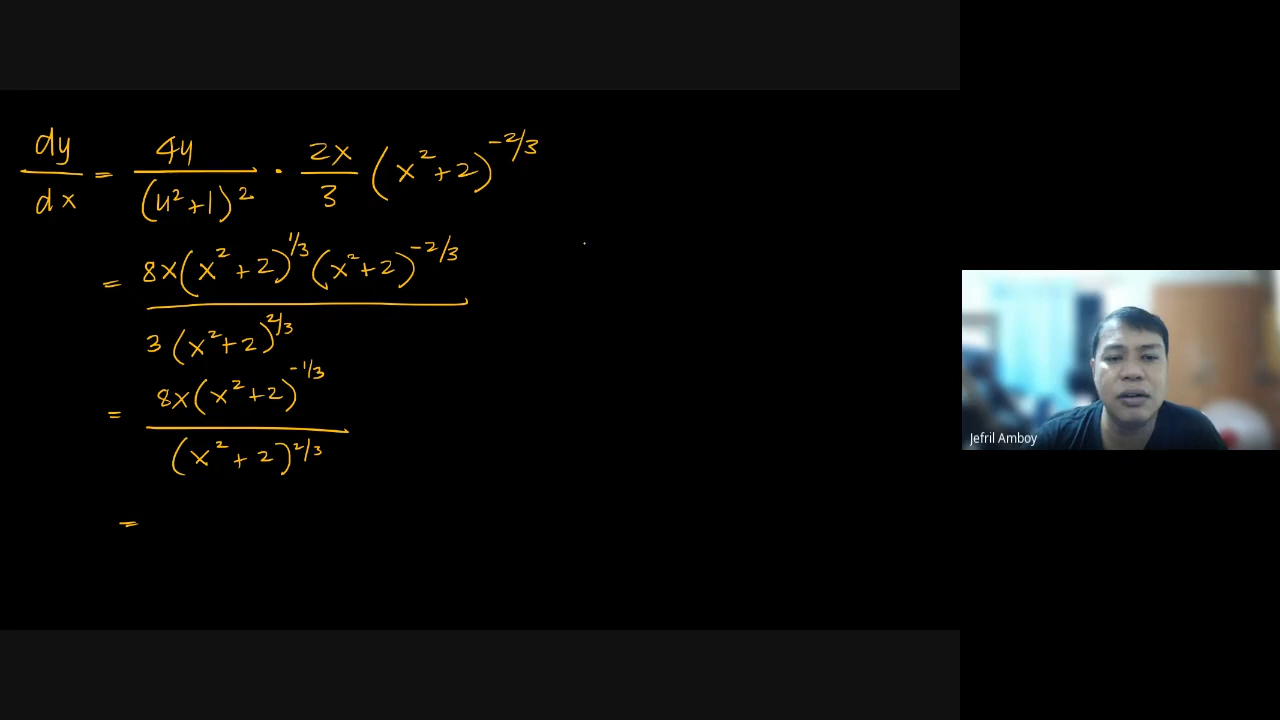 dy/dx = 4u/(u²+1)² · 2x/3 (x²+2)^-2/3
= 8x(x²+2)^1/3 (x²+2)^-2/3 / 3(x²+2)^2/3
= 8x(x²+2)^-1/3 / (x²+2)^2/3
=
Jefril Amboy